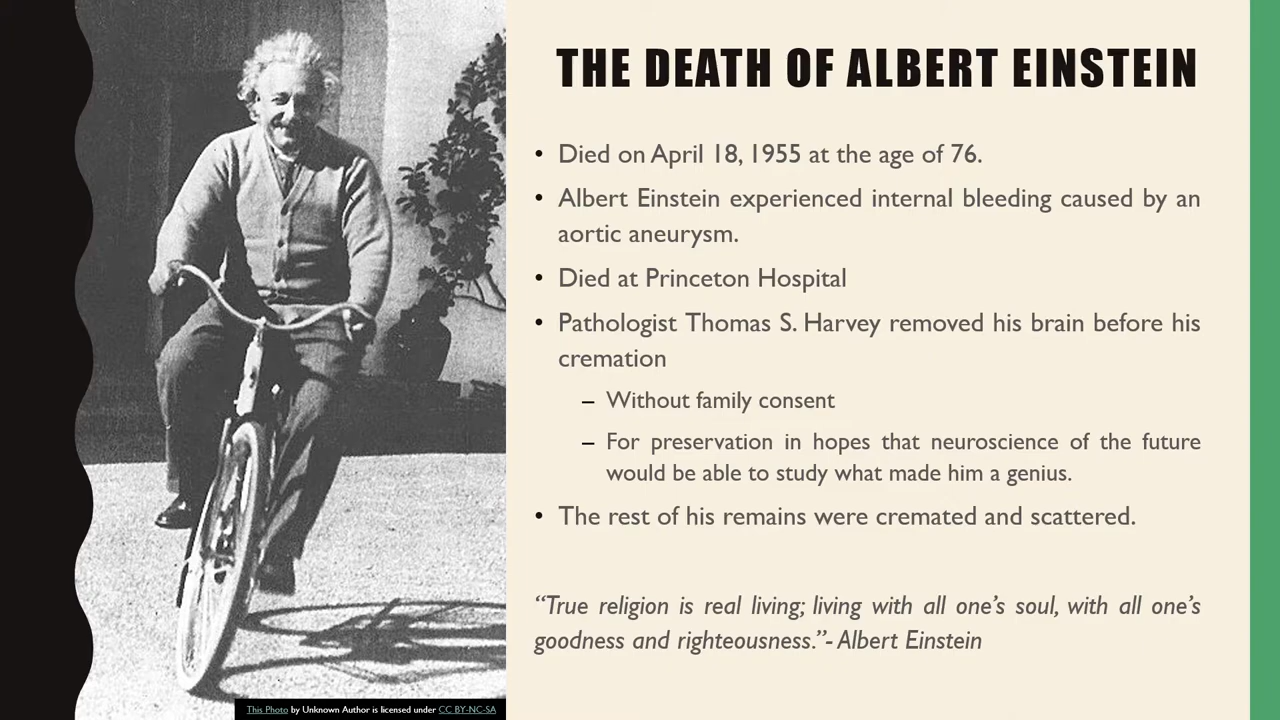 THE DEATH OF ALBERT EINSTEIN
• Died on April 18, 1955 at the age of 76.
• Albert Einstein experienced internal bleeding caused by an
aortic aneurysm.
• Died at Princeton Hospital
• Pathologist Thomas S. Harvey removed his brain before his
cremation
– Without family consent
– For preservation in hopes that neuroscience of the future
would be able to study what made him a genius.
• The rest of his remains were cremated and scattered.
“True religion is real living; living with all one’s soul, with all one’s
goodness and righteousness.”- Albert Einstein
This Photo by Unknown Author is licensed under CC BY-NC-SA